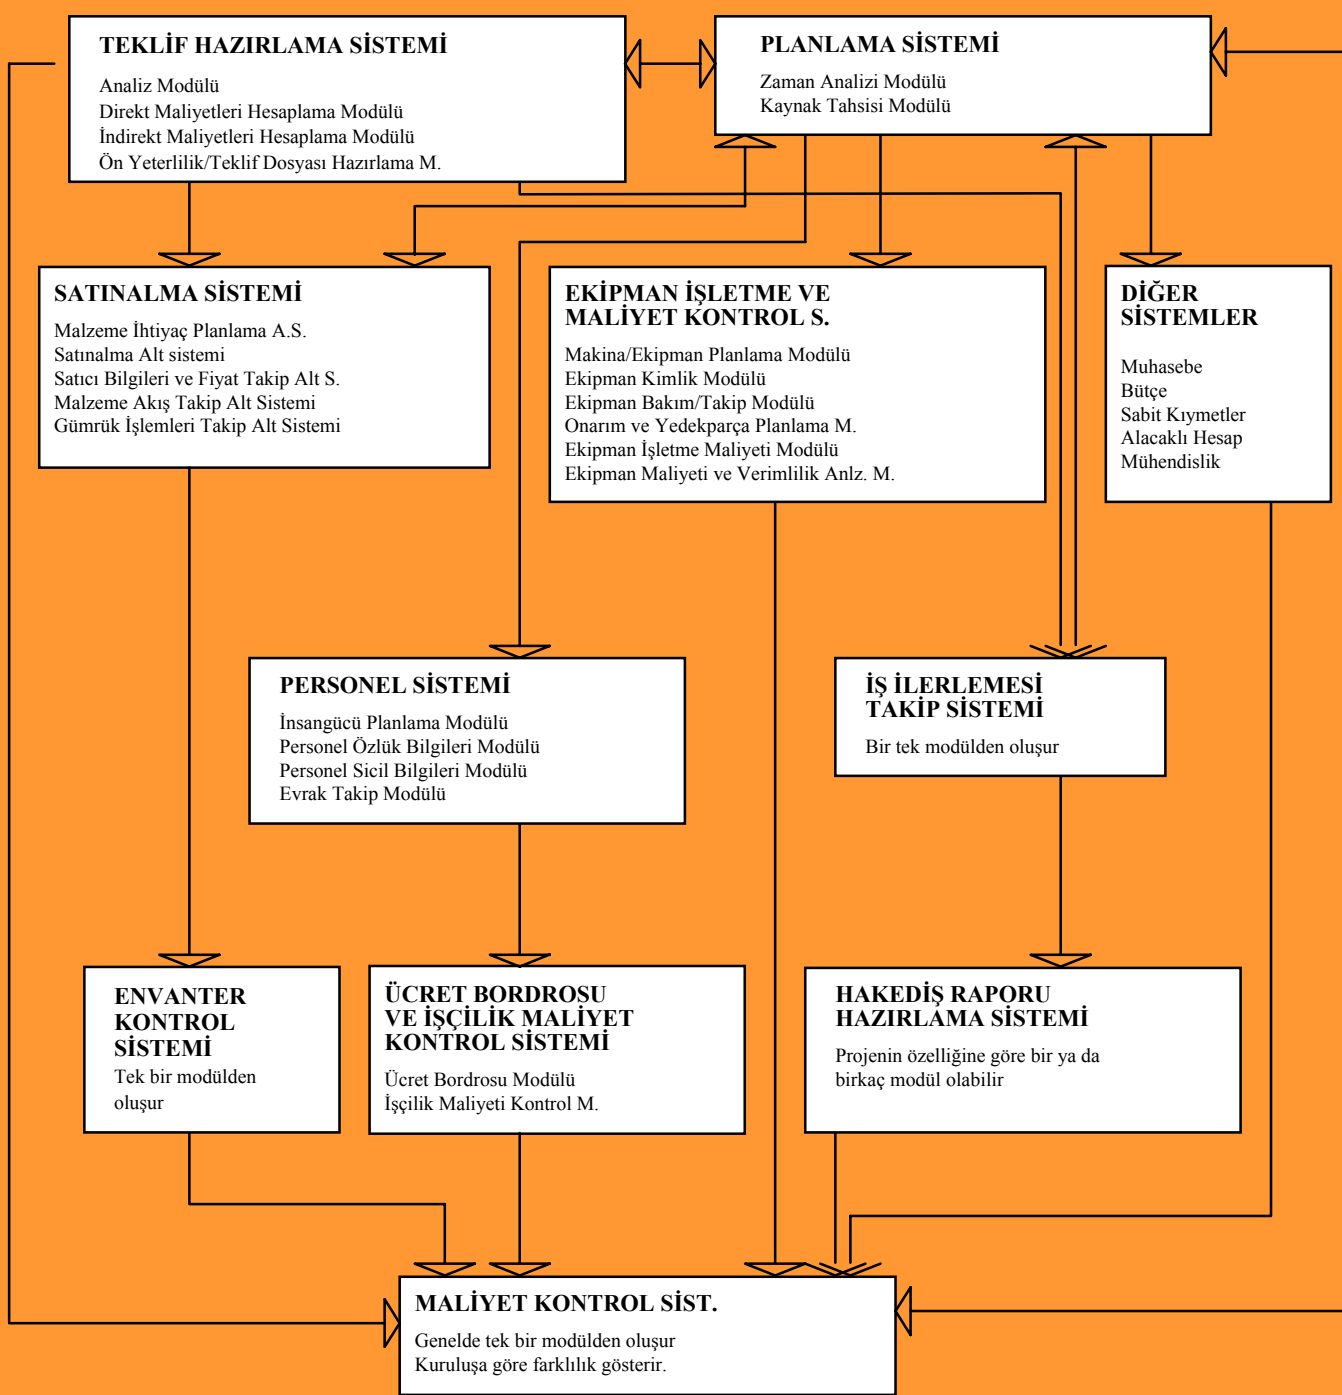 TEKLİF HAZIRLAMA SİSTEMİ
Analiz Modülü
Direkt Maliyetleri Hesaplama Modülü
İndirekt Maliyetleri Hesaplama Modülü
Ön Yeterlilik/Teklif Dosyası Hazırlama M.
PLANLAMA SİSTEMİ
Zaman Analizi Modülü
Kaynak Tahsisi Modülü
SATINALMA SİSTEMİ
Malzeme İhtiyaç Planlama A.S.
Satınalma Alt sistemi
Satıcı Bilgileri ve Fiyat Takip Alt S.
Malzeme Akış Takip Alt Sistemi
Gümrük İşlemleri Takip Alt Sistemi
EKİPMAN İŞLETME VE
MALİYET KONTROL S.
Makina/Ekipman Planlama Modülü
Ekipman Kimlik Modülü
Ekipman Bakım/Takip Modülü
Onarım ve Yedekparça Planlama M.
Ekipman İşletme Maliyeti Modülü
Ekipman Maliyeti ve Verimlilik Anlz. M.
DİĞER
SİSTEMLER
Muhasebe
Bütçe
Sabit Kıymetler
Alacaklı Hesap
Mühendislik
PERSONEL SİSTEMİ
İnsangücü Planlama Modülü
Personel Özlük Bilgileri Modülü
Personel Sicil Bilgileri Modülü
Evrak Takip Modülü
İŞ İLERLEMESİ
TAKİP SİSTEMİ
Bir tek modülden oluşur
ENVANTER
KONTROL
SİSTEMİ
Tek bir modülden
oluşur
ÜCRET BORDROSU
VE İŞÇİLİK MALİYET
KONTROL SİSTEMİ
Ücret Bordrosu Modülü
İşçilik Maliyeti Kontrol M.
HAKEDİŞ RAPORU
HAZIRLAMA SİSTEMİ
Projenin özelliğine göre bir ya da
birkaç modül olabilir
MALİYET KONTROL SİST.
Genelde tek bir modülden oluşur
Kuruluşa göre farklılık gösterir.